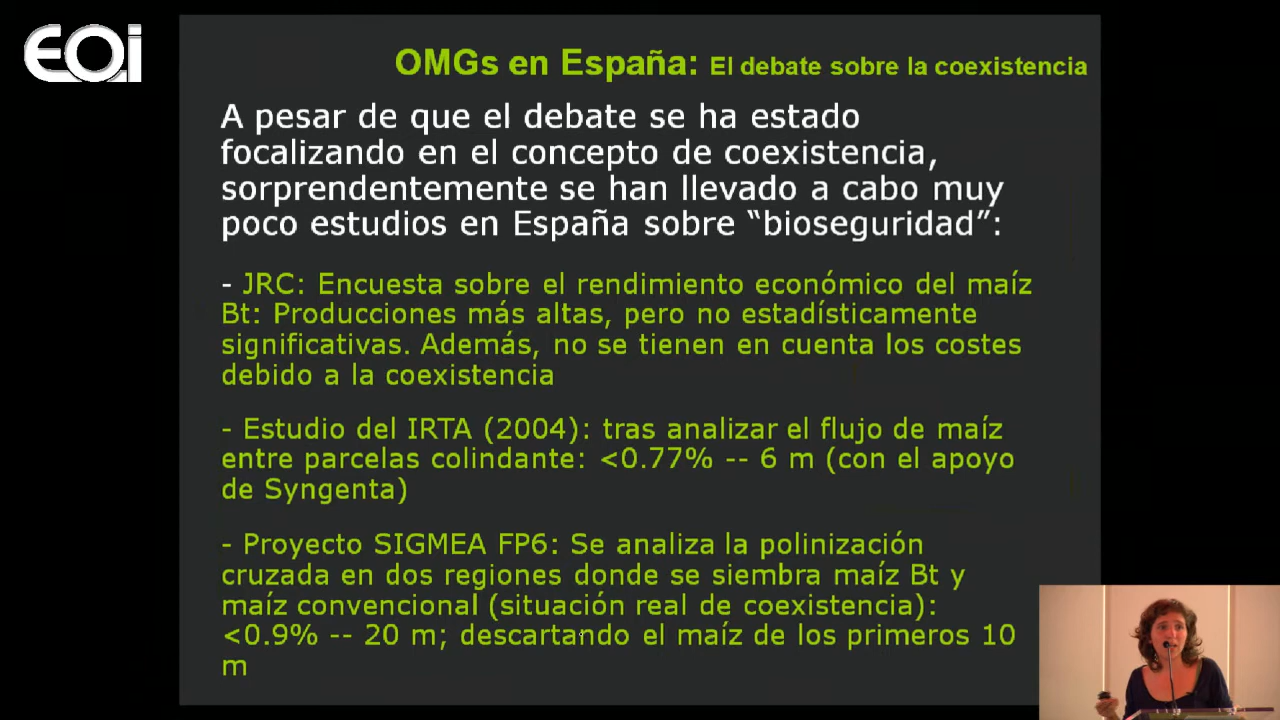 EOi
OMGs en España: El debate sobre la coexistencia
A pesar de que el debate se ha estado
focalizando en el concepto de coexistencia,
sorprendentemente se han llevado a cabo muy
poco estudios en España sobre “bioseguridad”:
- JRC: Encuesta sobre el rendimiento económico del maíz
Bt: Producciones más altas, pero no estadísticamente
significativas. Además, no se tienen en cuenta los costes
debido a la coexistencia
- Estudio del IRTA (2004): tras analizar el flujo de maíz
entre parcelas colindante: <0.77% -- 6 m (con el apoyo
de Syngenta)
- Proyecto SIGMEA FP6: Se analiza la polinización
cruzada en dos regiones donde se siembra maíz Bt y
maíz convencional (situación real de coexistencia):
<0.9% -- 20 m; descartando el maíz de los primeros 10
m